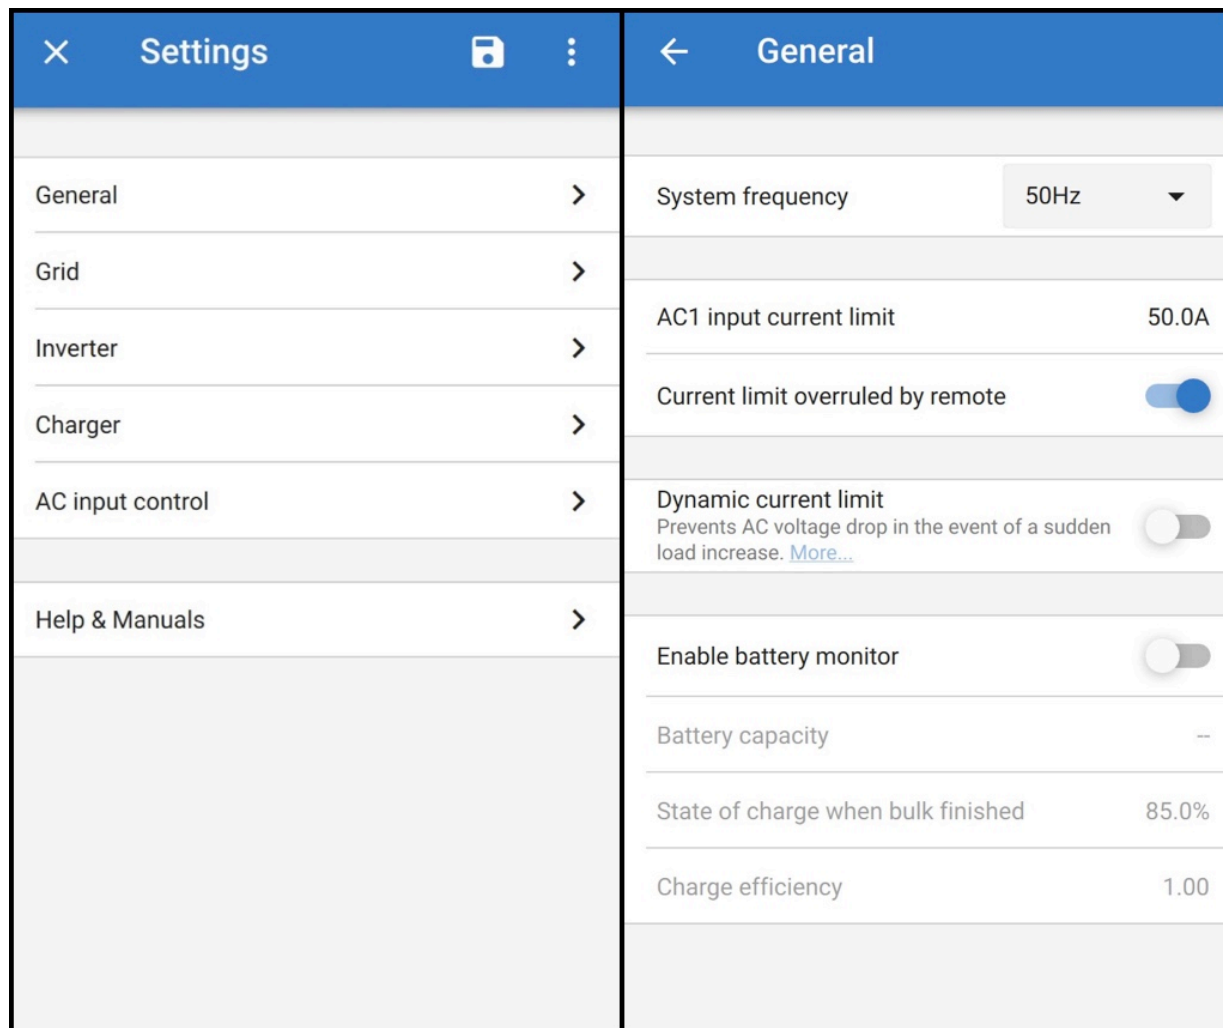 Settings
General
Grid
Inverter
Charger
AC input control
Help & Manuals
General
System frequency 50Hz
AC1 input current limit 50.0A
Current limit overruled by remote
Dynamic current limit
Prevents AC voltage drop in the event of a sudden
load increase. More...
Enable battery monitor
Battery capacity --
State of charge when bulk finished 85.0%
Charge efficiency 1.00